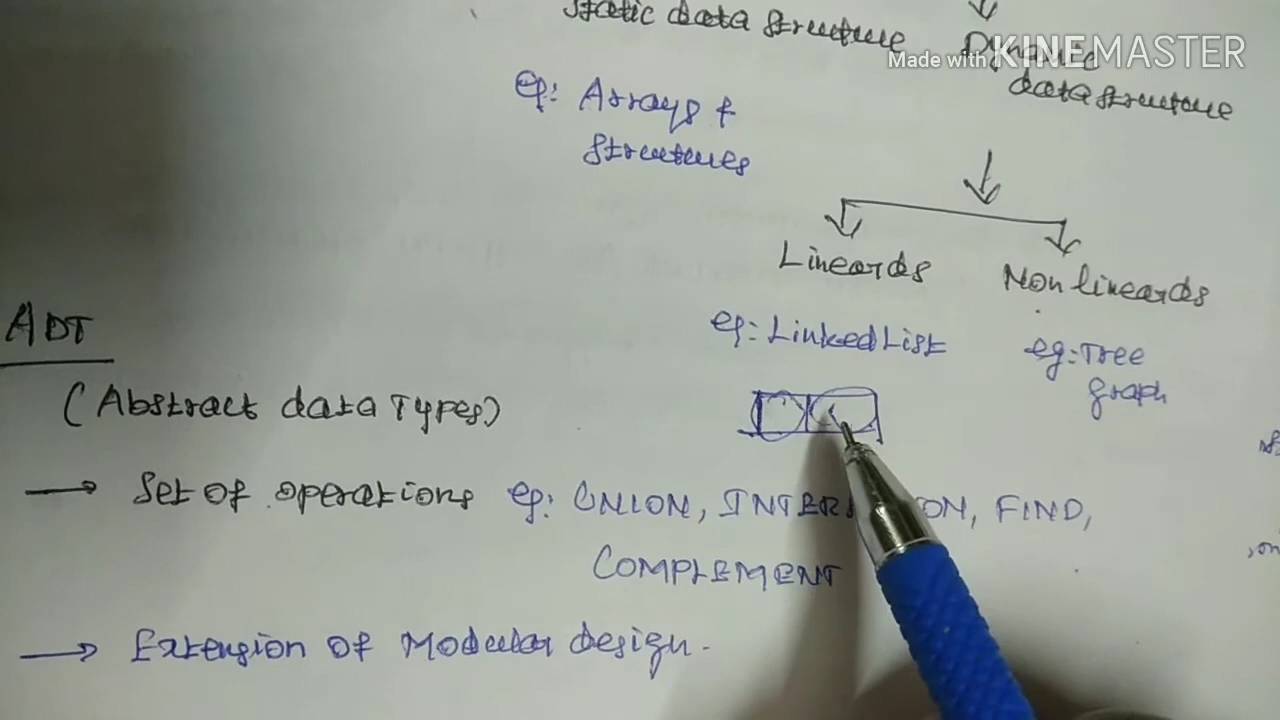 Static data structure
Dynamic
data structure
Made with KINEMASTER
eg: Arrays &
structures
Linear ds
Non linear ds
eg: Linked List
eg: Tree
graph
ADT
(Abstract data Types)
→ Set of operations eg: UNION, INTER ON, FIND,
COMPLEMENT
→ Extension of Modular design.